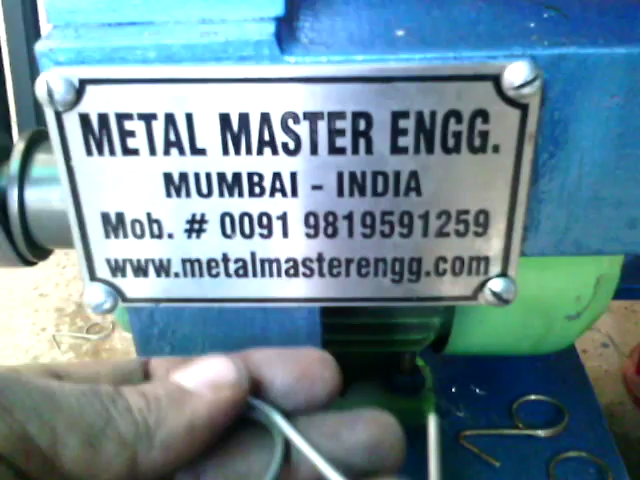 METAL MASTER ENGG.
MUMBAI - INDIA
Mob. # 0091 9819591259
www.metalmasterengg.com